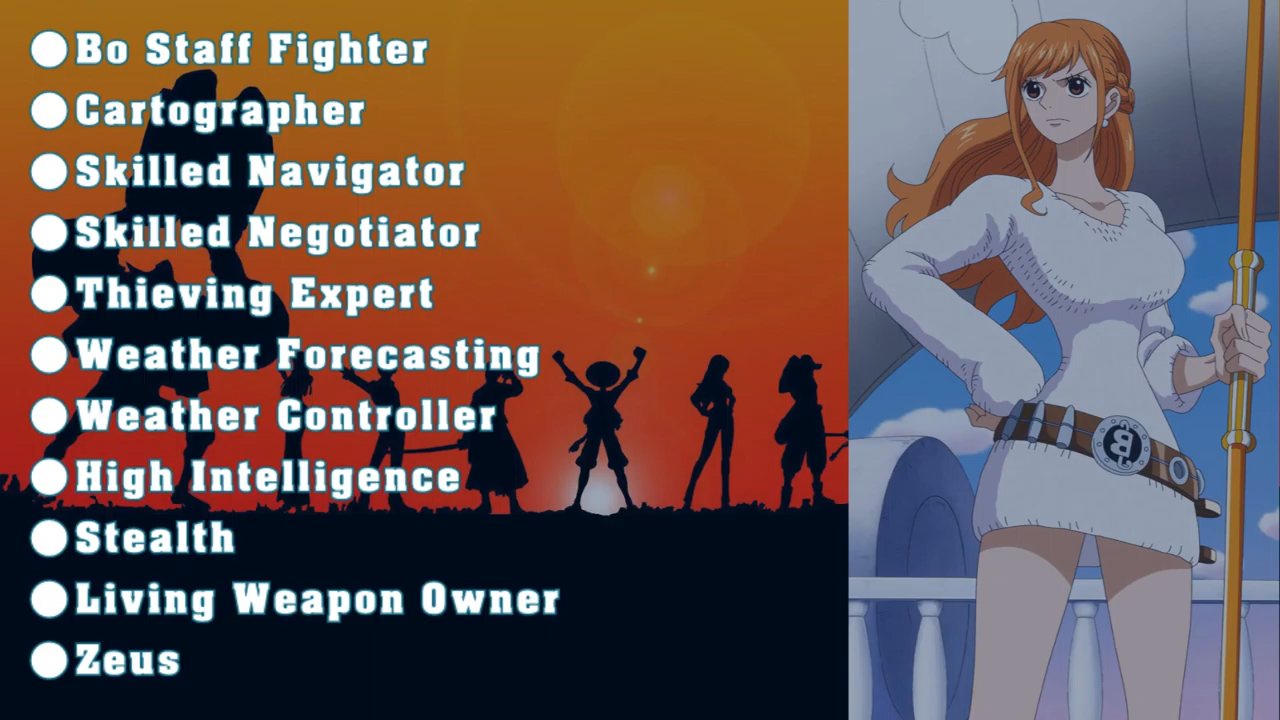 Bo Staff Fighter
Cartographer
Skilled Navigator
Skilled Negotiator
Thieving Expert
Weather Forecasting
Weather Controller
High Intelligence
Stealth
Living Weapon Owner
Zeus
B